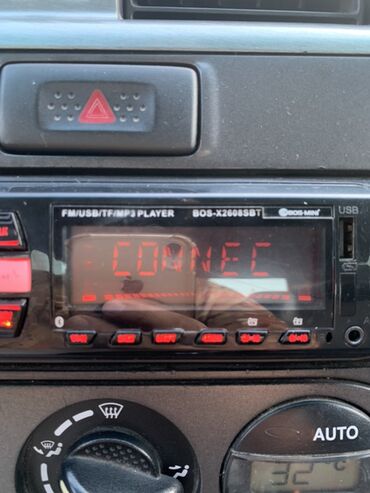 FM/USB/TF/MP3 PLAYER BOS-X2608SBT BOS-MINI USB
CONNEC
AUTO
32°C